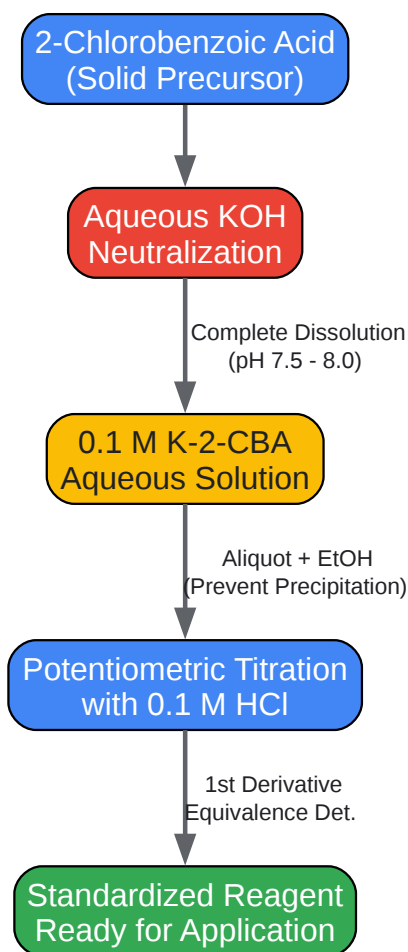 2-Chlorobenzoic Acid
(Solid Precursor)
Aqueous KOH
Neutralization
Complete Dissolution
(pH 7.5 - 8.0)
0.1 M K-2-CBA
Aqueous Solution
Aliquot + EtOH
(Prevent Precipitation)
Potentiometric Titration
with 0.1 M HCl
1st Derivative
Equivalence Det.
Standardized Reagent
Ready for Application